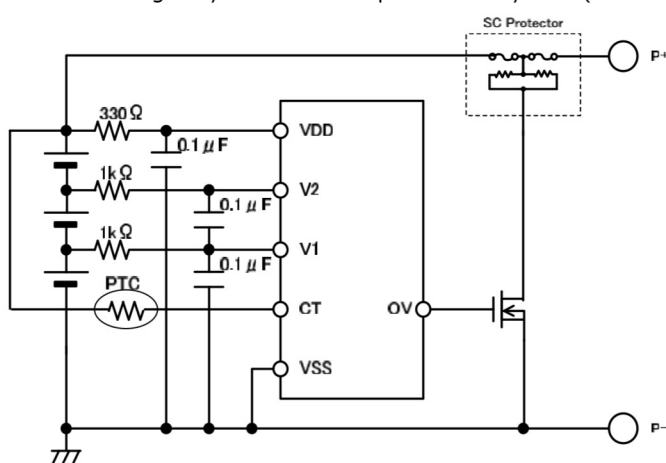 SC Protector
P+
330Ω
0.1μF
VDD
1kΩ
0.1μF
V2
1kΩ
0.1μF
V1
PTC
CT
OV
VSS
P-